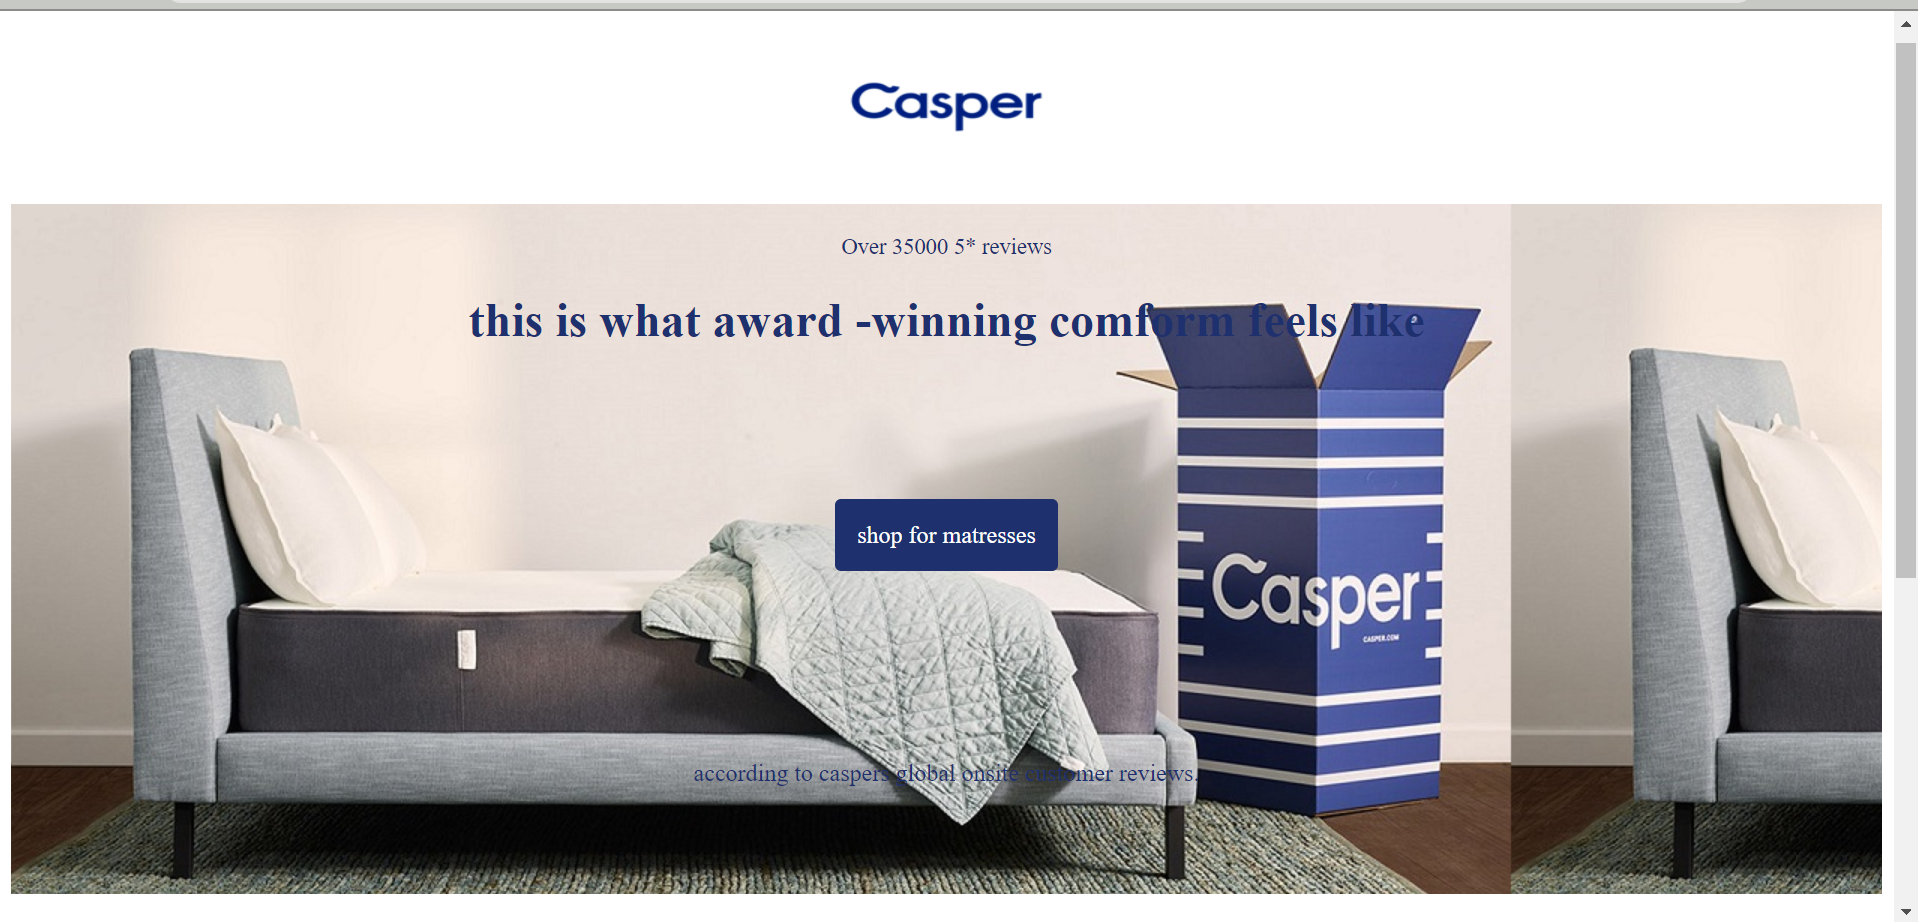 Casper
Over 35000 5* reviews
this is what award -winning comform feels like
shop for matresses
Casper
CASPER.COM
according to caspers global onsite customer reviews.